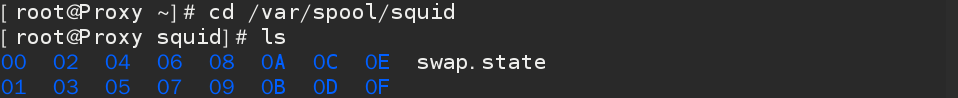 [root@Proxy ~]# cd /var/spool/squid
[root@Proxy squid]# ls
00 02 04 06 08 0A 0C 0E swap.state
01 03 05 07 09 0B 0D 0F